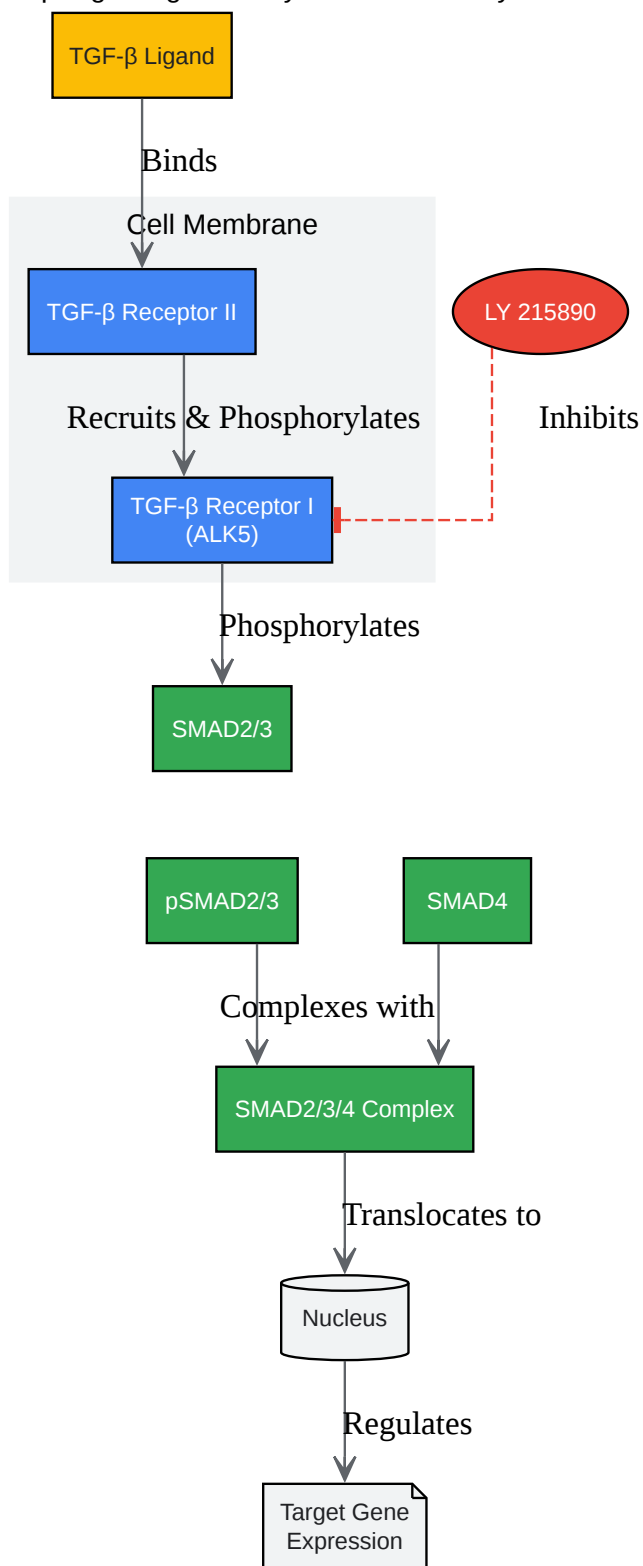 TGF-β Ligand
Binds
Cell Membrane
TGF-β Receptor II
LY 215890
Recruits & Phosphorylates
Inhibits
TGF-β Receptor I
(ALK5)
Phosphorylates
SMAD2/3
pSMAD2/3
SMAD4
Complexes with
SMAD2/3/4 Complex
Translocates to
Nucleus
Regulates
Target Gene
Expression